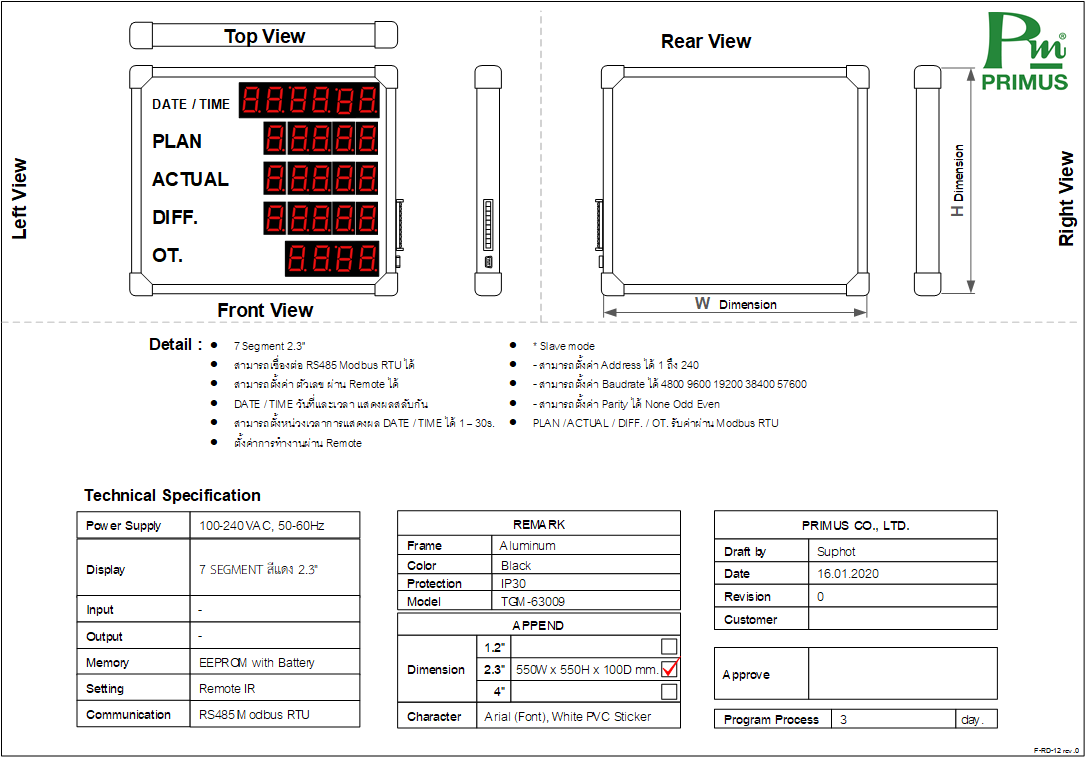 Top View
Rear View
Pm®
PRIMUS
DATE / TIME
PLAN
ACTUAL
DIFF.
OT.
Left View
H Dimension
Right View
Front View
W Dimension
Detail :
7 Segment 2.3"
สามารถเชื่องต่อ RS485 Modbus RTU ได้
สามารถตั้งค่า ตัวเลข ผ่าน Remote ได้
DATE / TIME วันที่และเวลา แสดงผลสลับกัน
สามารถตั้งหน่วงเวลาการแสดงผล DATE / TIME ได้ 1 – 30s.
ตั้งค่าการทำงานผ่าน Remote
* Slave mode
- สามารถตั้งค่า Address ได้ 1 ถึง 240
- สามารถตั้งค่า Baudrate ได้ 4800 9600 19200 38400 57600
- สามารถตั้งค่า Parity ได้ None Odd Even
PLAN / ACTUAL / DIFF. / OT. รับค่าผ่าน Modbus RTU
Technical Specification
Power Supply 100-240 VAC, 50-60Hz
Display 7 SEGMENT สีแดง 2.3"
Input -
Output -
Memory EEPROM with Battery
Setting Remote IR
Communication RS485 Modbus RTU
REMARK
Frame Aluminum
Color Black
Protection IP30
Model TGM-63009
APPEND
Dimension
1.2"
2.3" 550W x 550H x 100D mm.
4"
Character Arial (Font), White PVC Sticker
PRIMUS CO., LTD.
Draft by Suphot
Date 16.01.2020
Revision 0
Customer
Approve
Program Process 3 day.
F-RD-12 rev.0